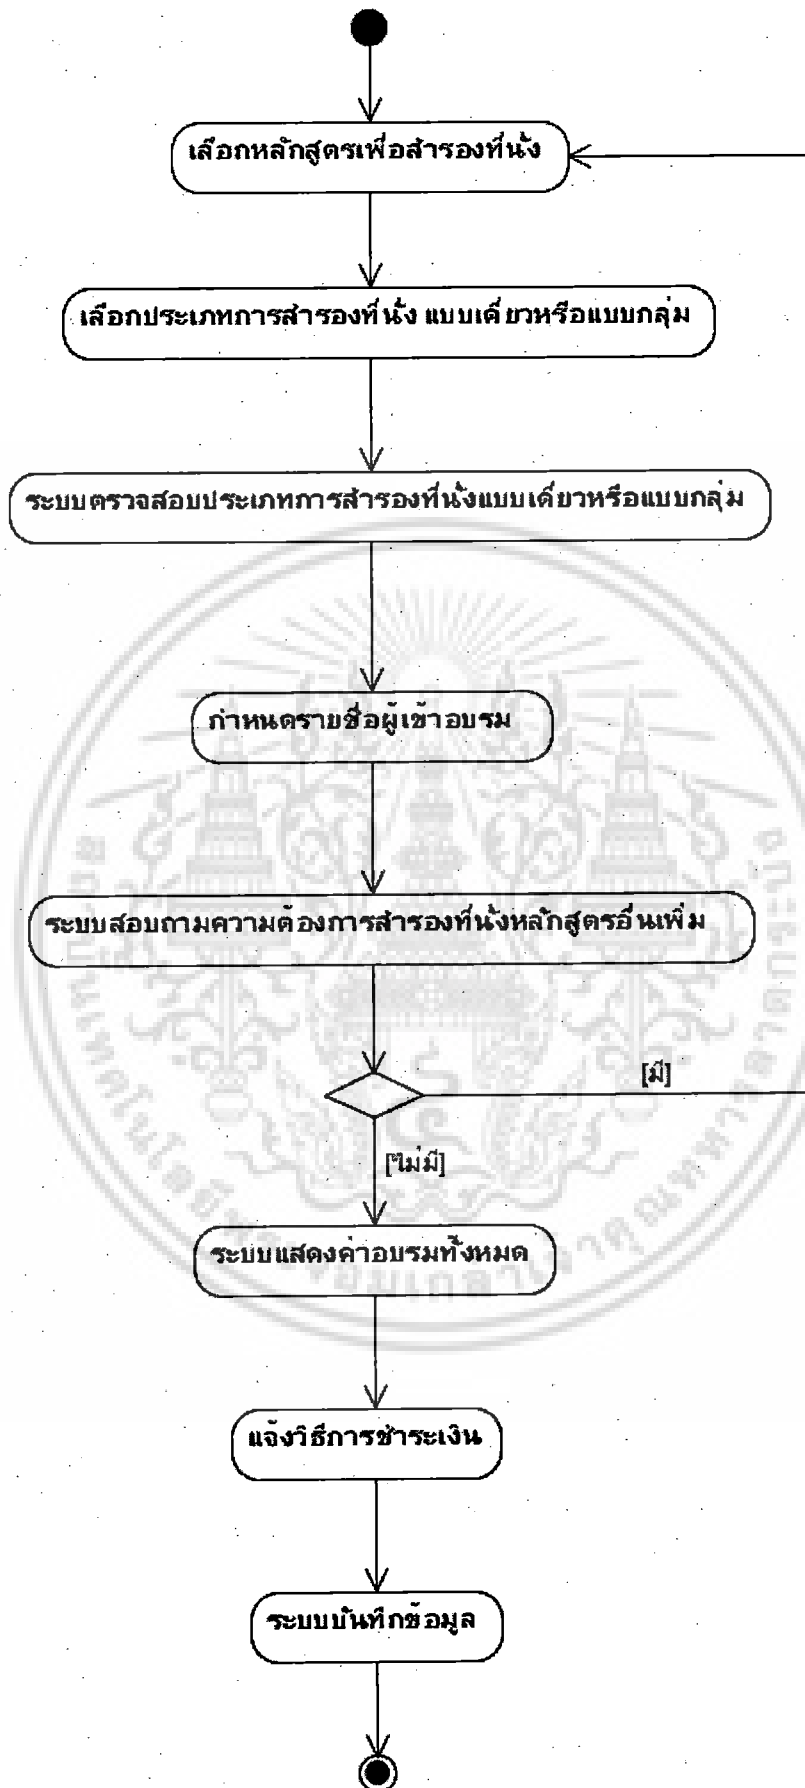 เลือกหลักสูตรเพื่อสำรองที่นั่ง
เลือกประเภทการสำรองที่นั่ง แบบเดี่ยวหรือแบบกลุ่ม
ระบบตรวจสอบประเภทการสำรองที่นั่งแบบเดี่ยวหรือแบบกลุ่ม
กำหนดรายชื่อผู้เข้าอบรม
ระบบสอบถามความต้องการสำรองที่นั่งหลักสูตรอื่นเพิ่ม
[มี]
[ไม่มี]
ระบบแสดงค่าอบรมทั้งหมด
แจ้งวิธีการชำระเงิน
ระบบบันทึกข้อมูล